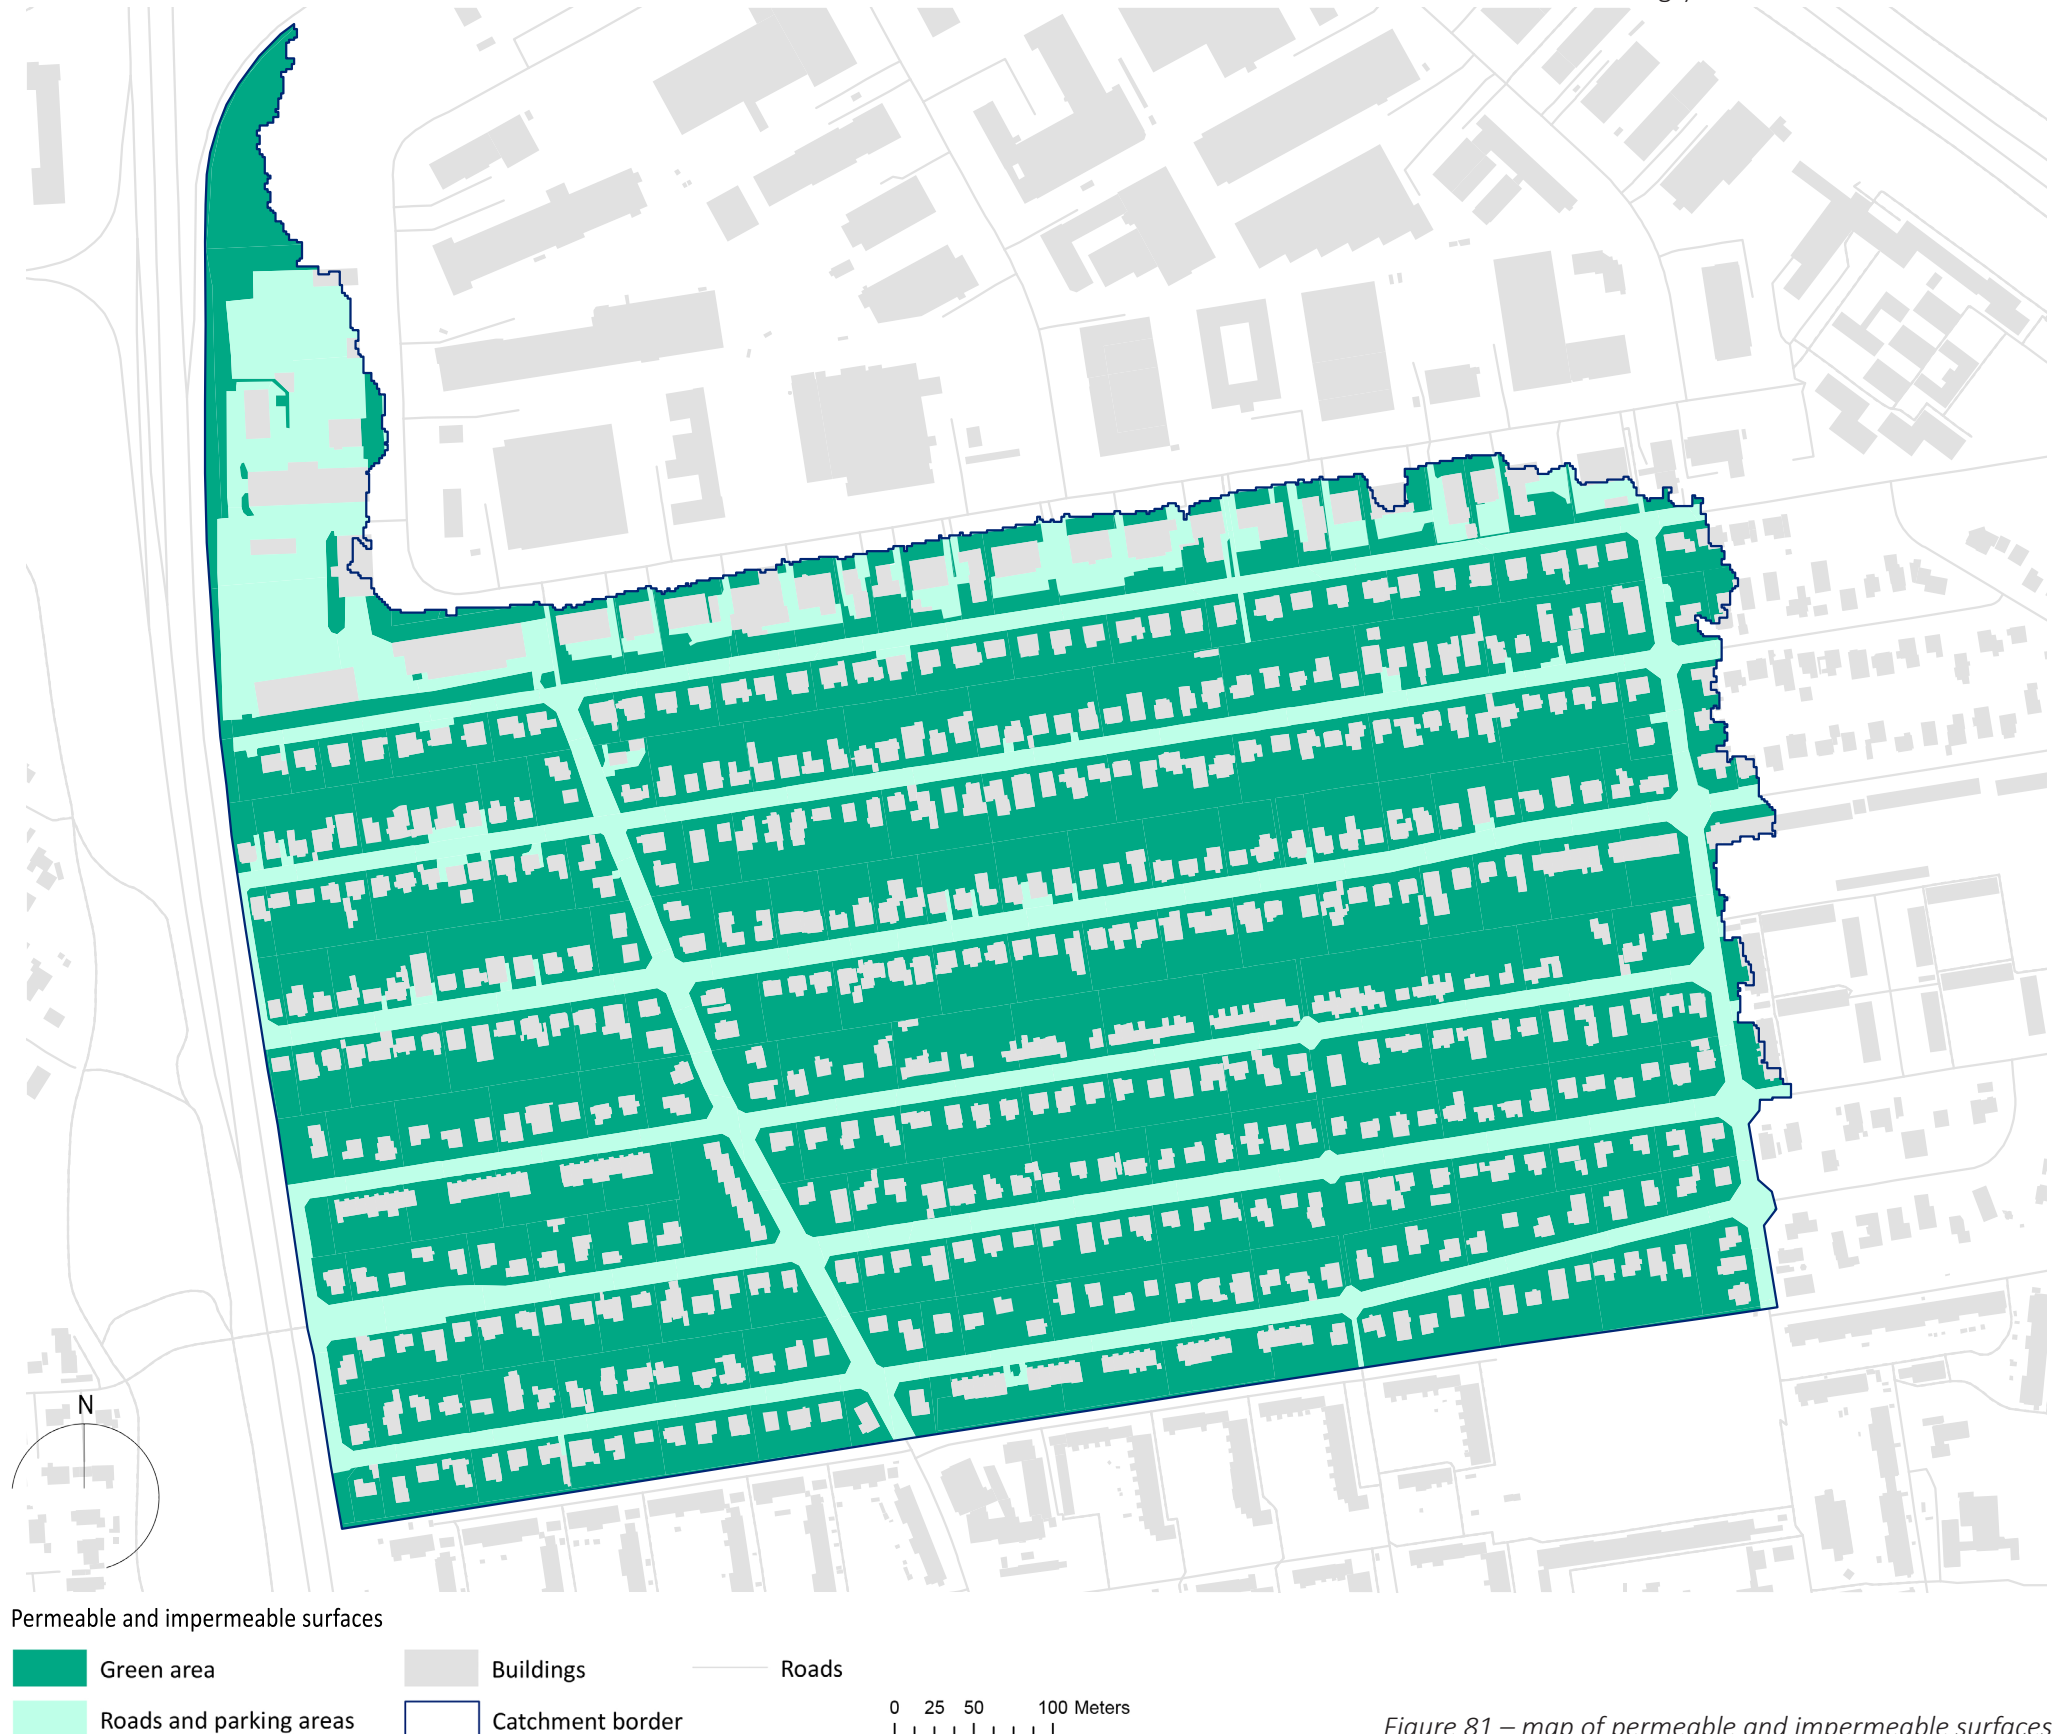 N
Permeable and impermeable surfaces
Green area
Buildings
Roads
Roads and parking areas
Catchment border
0 25 50 100 Meters
Figure 81 – map of permeable and impermeable surfaces